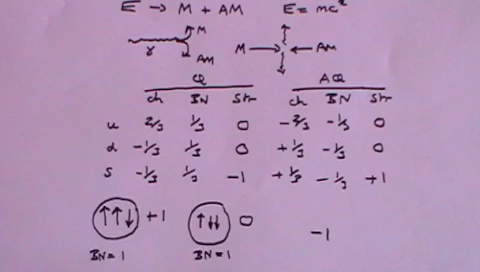 E → M + AM E = mc²
M
γ AM M → ← AM
CQ ACQ
ch BN Str ch BN Str
u 2/3 1/3 0 -2/3 -1/3 0
d -1/3 1/3 0 +1/3 -1/3 0
s -1/3 1/3 -1 +1/3 -1/3 +1
↑↑↓ +1 ↑↓↓ 0 -1
BN=1 BN=1